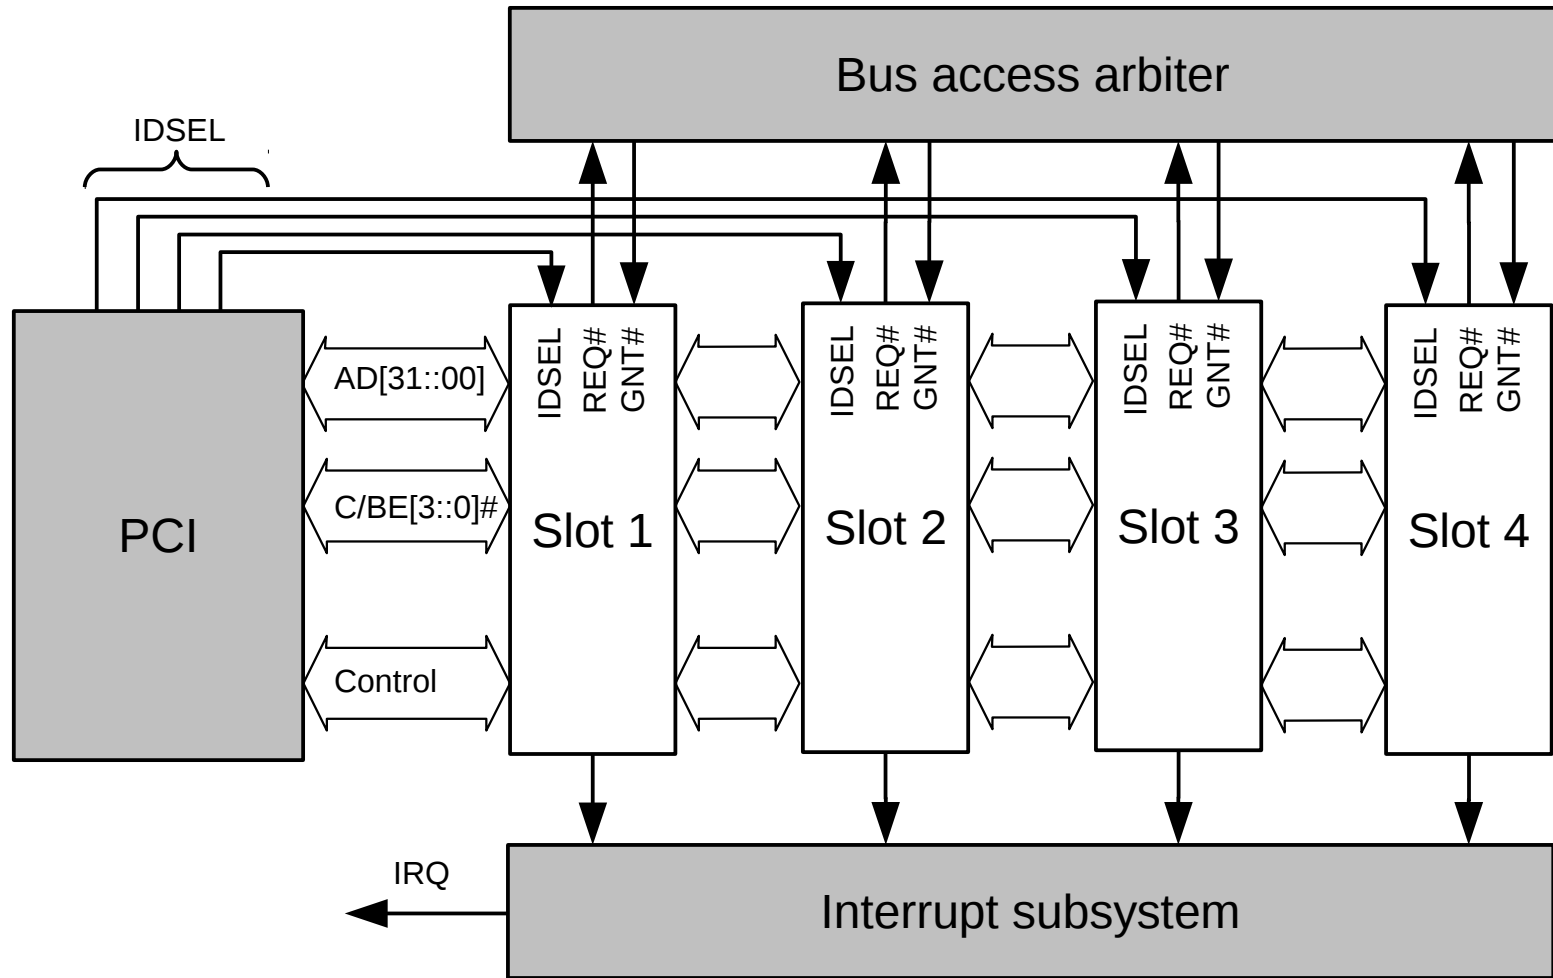 Bus access arbiter
IDSEL
IDSEL
REQ#
GNT#
IDSEL
REQ#
GNT#
IDSEL
REQ#
GNT#
IDSEL
REQ#
GNT#
AD[31::00]
C/BE[3::0]#
PCI
Slot 1
Slot 2
Slot 3
Slot 4
Control
IRQ
Interrupt subsystem